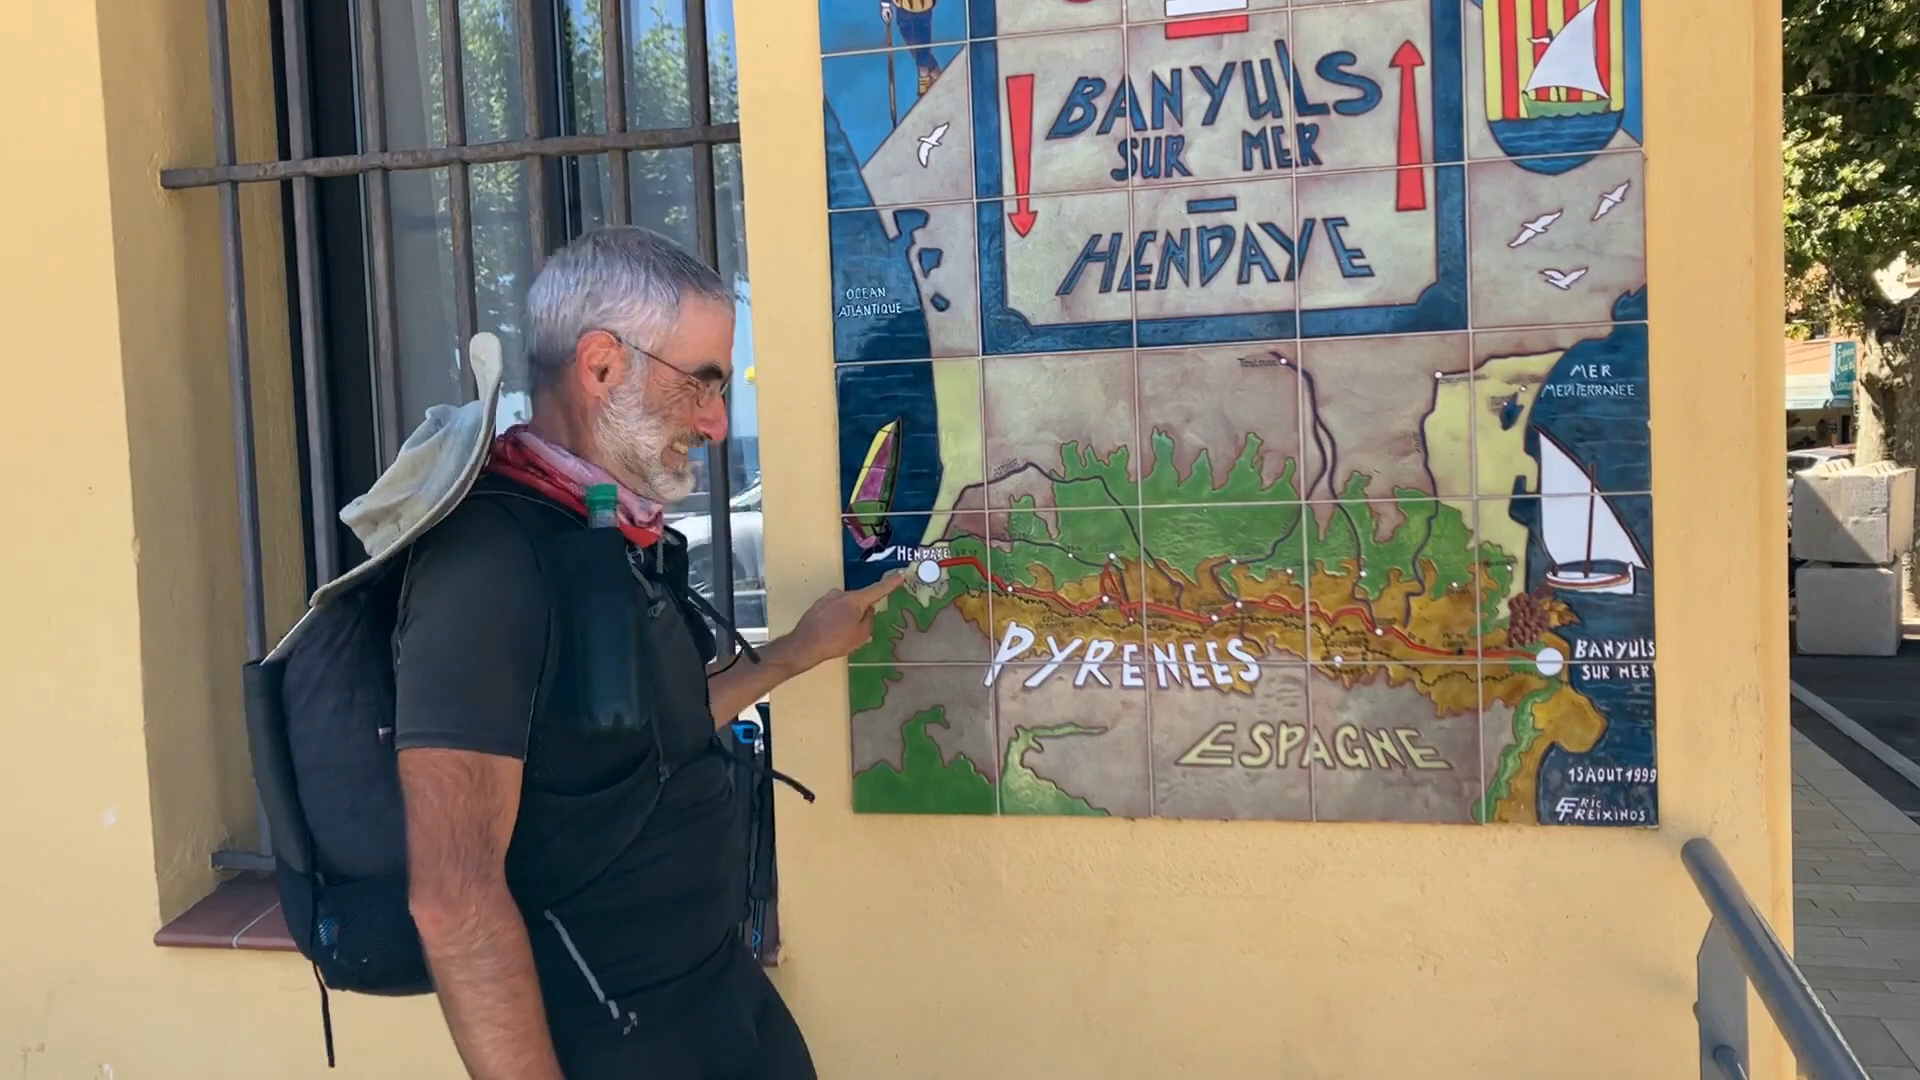 BANYULS
SUR MER
-
HENDAYE
OCEAN
ATLANTIQUE
Toulouse
MER
MEDITERRANEE
HENDAYE
PYRENEES
BANYULS
SUR MER
ESPAGNE
15 AOUT 1999
ERIC
FREIXINOS